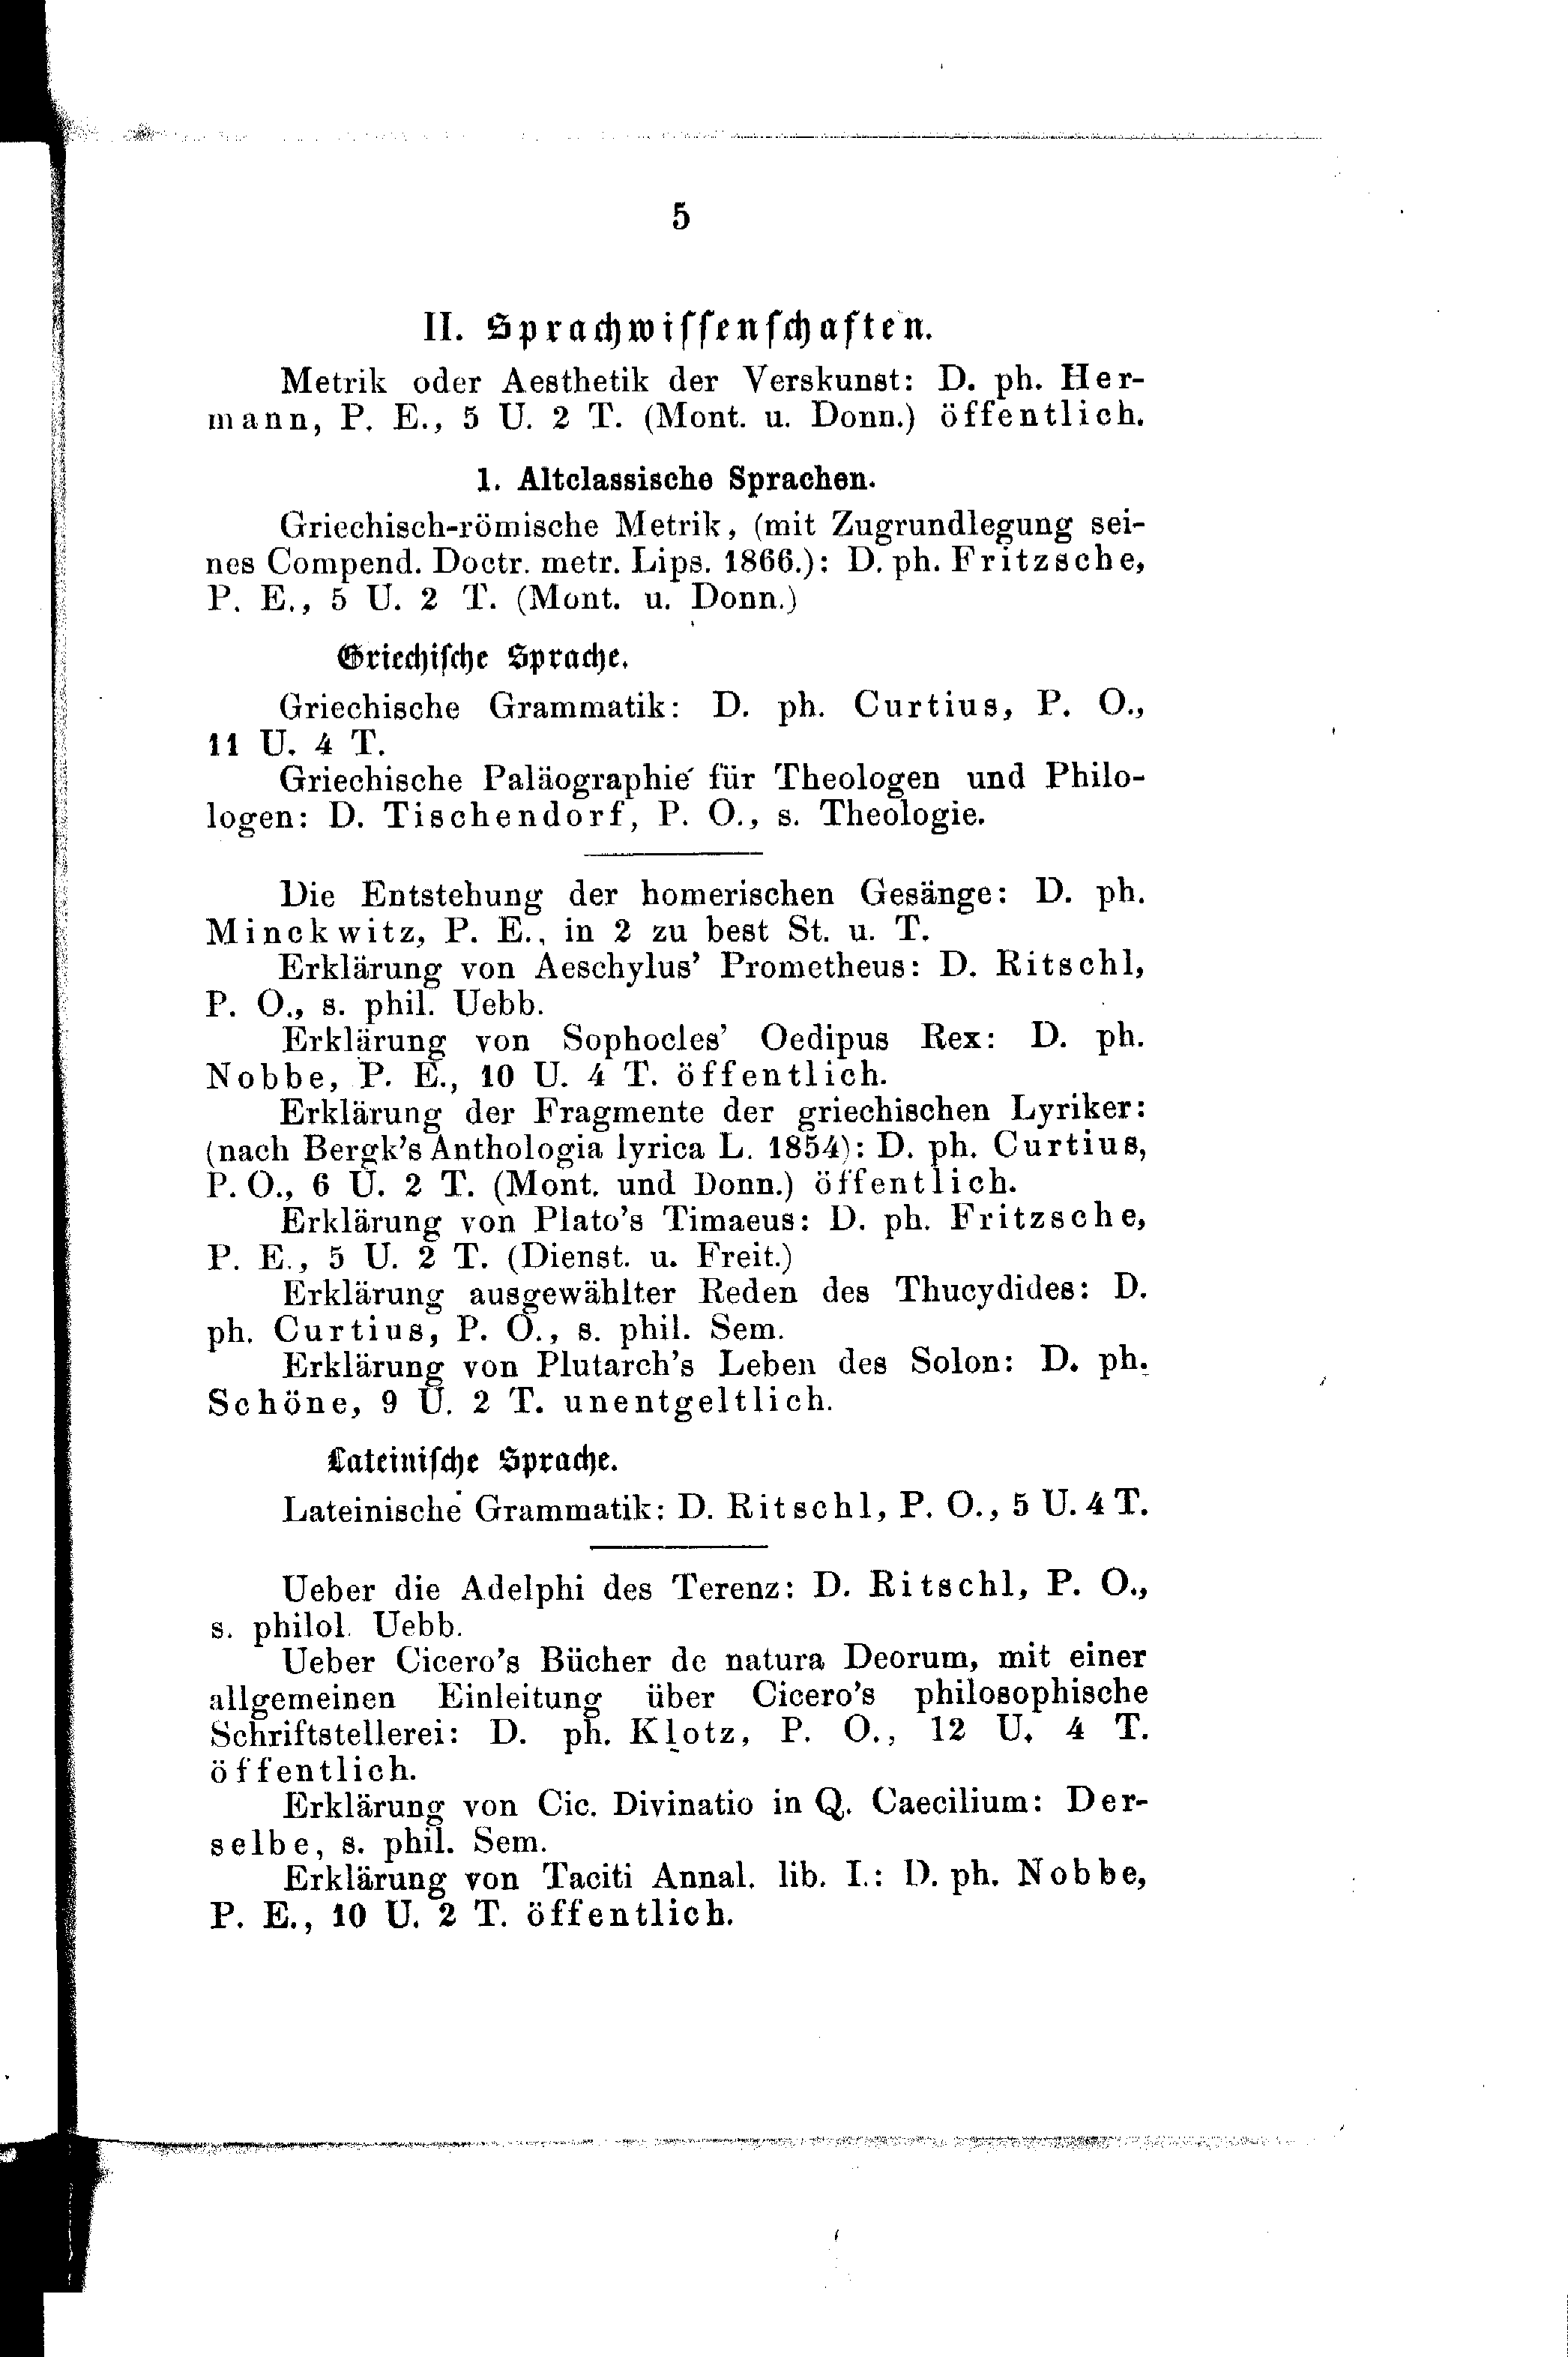 5
II. Sprachwissenschaften.
Metrik oder Aesthetik der Verskunst: D. ph. Her-
mann, P. E., 5 U. 2 T. (Mont. u. Donn.) öffentlich.
1. Altclassische Sprachen.
Griechisch-römische Metrik, (mit Zugrundlegung sei-
nes Compend. Doctr. metr. Lips. 1866.): D. ph. Fritzsche,
P. E., 5 U. 2 T. (Mont. u. Donn.)
Griechische Sprache.
Griechische Grammatik: D. ph. Curtius, P. O.,
11 U. 4 T.
Griechische Paläographie für Theologen und Philo-
logen: D. Tischendorf, P. O., s. Theologie.
Die Entstehung der homerischen Gesänge: D. ph.
Minckwitz, P. E., in 2 zu best St. u. T.
Erklärung von Aeschylus' Prometheus: D. Ritschl,
P. O., s. phil. Uebb.
Erklärung von Sophocles' Oedipus Rex: D. ph.
Nobbe, P. E., 10 U. 4 T. öffentlich.
Erklärung der Fragmente der griechischen Lyriker:
(nach Bergk's Anthologia lyrica L. 1854): D. ph. Curtius,
P. O., 6 U. 2 T. (Mont. und Donn.) öffentlich.
Erklärung von Plato's Timaeus: D. ph. Fritzsche,
P. E., 5 U. 2 T. (Dienst. u. Freit.)
Erklärung ausgewählter Reden des Thucydides: D.
ph. Curtius, P. O., s. phil. Sem.
Erklärung von Plutarch's Leben des Solon: D. ph.
Schöne, 9 U. 2 T. unentgeltlich.
Lateinische Sprache.
Lateinische Grammatik: D. Ritschl, P. O., 5 U. 4 T.
Ueber die Adelphi des Terenz: D. Ritschl, P. O.,
s. philol. Uebb.
Ueber Cicero's Bücher de natura Deorum, mit einer
allgemeinen Einleitung über Cicero's philosophische
Schriftstellerei: D. ph. Klotz, P. O., 12 U. 4 T.
öffentlich.
Erklärung von Cic. Divinatio in Q. Caecilium: Der-
selbe, s. phil. Sem.
Erklärung von Taciti Annal. lib. I.: D. ph. Nobbe,
P. E., 10 U. 2 T. öffentlich.